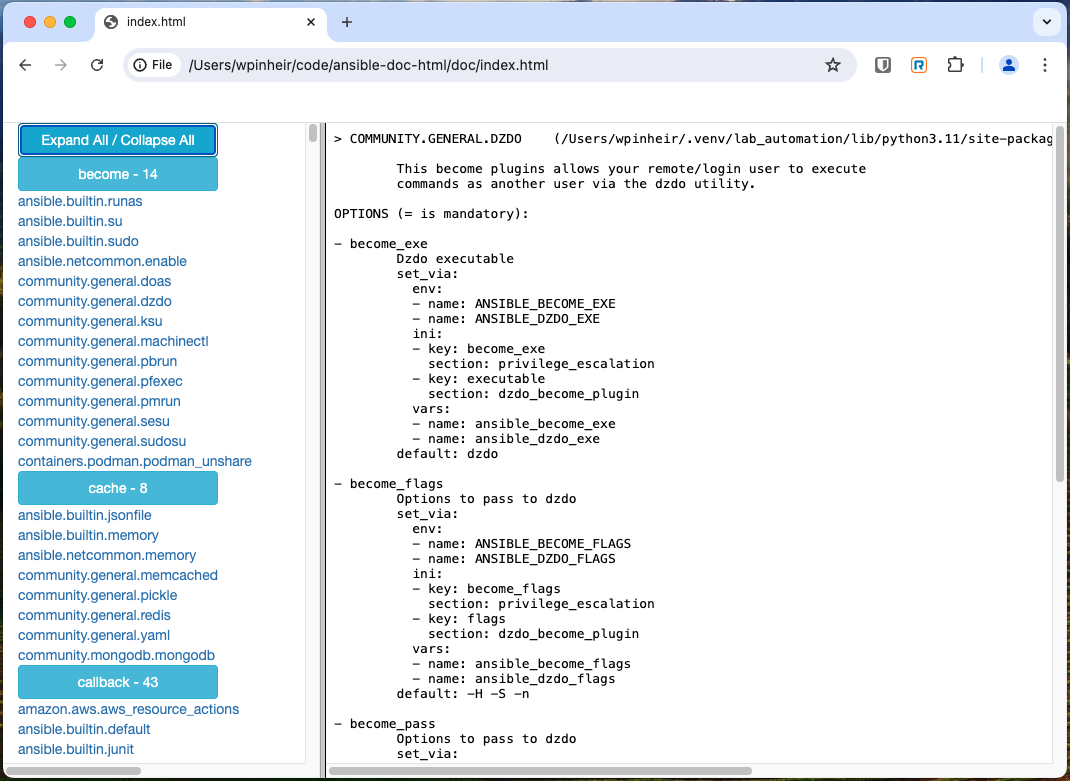 index.html
File
/Users/wpinheir/code/ansible-doc-html/doc/index.html
Expand All / Collapse All
become - 14
ansible.builtin.runas
ansible.builtin.su
ansible.builtin.sudo
ansible.netcommon.enable
community.general.doas
community.general.dzdo
community.general.ksu
community.general.machinectl
community.general.pbrun
community.general.pfexec
community.general.pmrun
community.general.sesu
community.general.sudosu
containers.podman.podman_unshare
cache - 8
ansible.builtin.jsonfile
ansible.builtin.memory
ansible.netcommon.memory
community.general.memcached
community.general.pickle
community.general.redis
community.general.yaml
community.mongodb.mongodb
callback - 43
amazon.aws.aws_resource_actions
ansible.builtin.default
ansible.builtin.junit
> COMMUNITY.GENERAL.DZDO    (/Users/wpinheir/.venv/lab_automation/lib/python3.11/site-packag
This become plugins allows your remote/login user to execute
commands as another user via the dzdo utility.
OPTIONS (= is mandatory):
- become_exe
Dzdo executable
set_via:
env:
- name: ANSIBLE_BECOME_EXE
- name: ANSIBLE_DZDO_EXE
ini:
- key: become_exe
section: privilege_escalation
- key: executable
section: dzdo_become_plugin
vars:
- name: ansible_become_exe
- name: ansible_dzdo_exe
default: dzdo
- become_flags
Options to pass to dzdo
set_via:
env:
- name: ANSIBLE_BECOME_FLAGS
- name: ANSIBLE_DZDO_FLAGS
ini:
- key: become_flags
section: privilege_escalation
- key: flags
section: dzdo_become_plugin
vars:
- name: ansible_become_flags
- name: ansible_dzdo_flags
default: -H -S -n
- become_pass
Options to pass to dzdo
set_via: